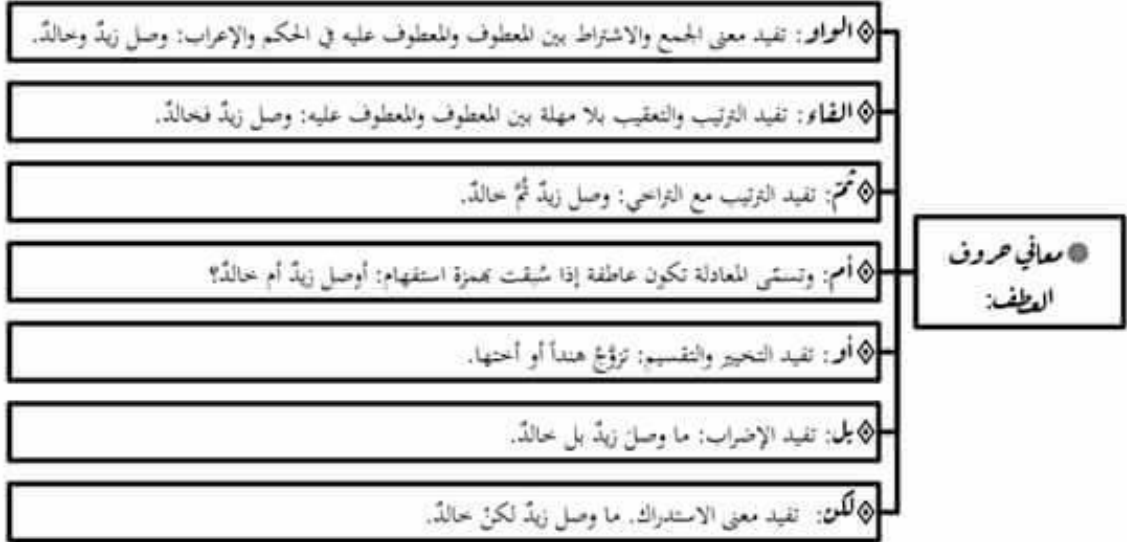 معاني حروف
العطف:
الواو: تفيد معنى الجمع والاشتراط بين المعطوف والمعطوف عليه في الحكم والإعراب: وصل زيدٌ وخالدٌ.
الفاء: تفيد الترتيب والتعقيب بلا مهلة بين المعطوف والمعطوف عليه: وصل زيدٌ فخالدٌ.
ثمّ: تفيد الترتيب مع التراخي: وصل زيدٌ ثُمَّ خالدٌ.
أم: وتسمّى المعادلة تكون عاطفة إذا سُبقت بهمزة استفهام: أوصل زيدٌ أم خالدٌ؟
أو: تفيد التخيير والتقسيم: تزوَّجْ هنداً أو أختها.
بل: تفيد الإضراب: ما وصلَ زيدٌ بل خالدٌ.
لكن: تفيد معنى الاستدراك. ما وصل زيدٌ لكنْ خالدٌ.